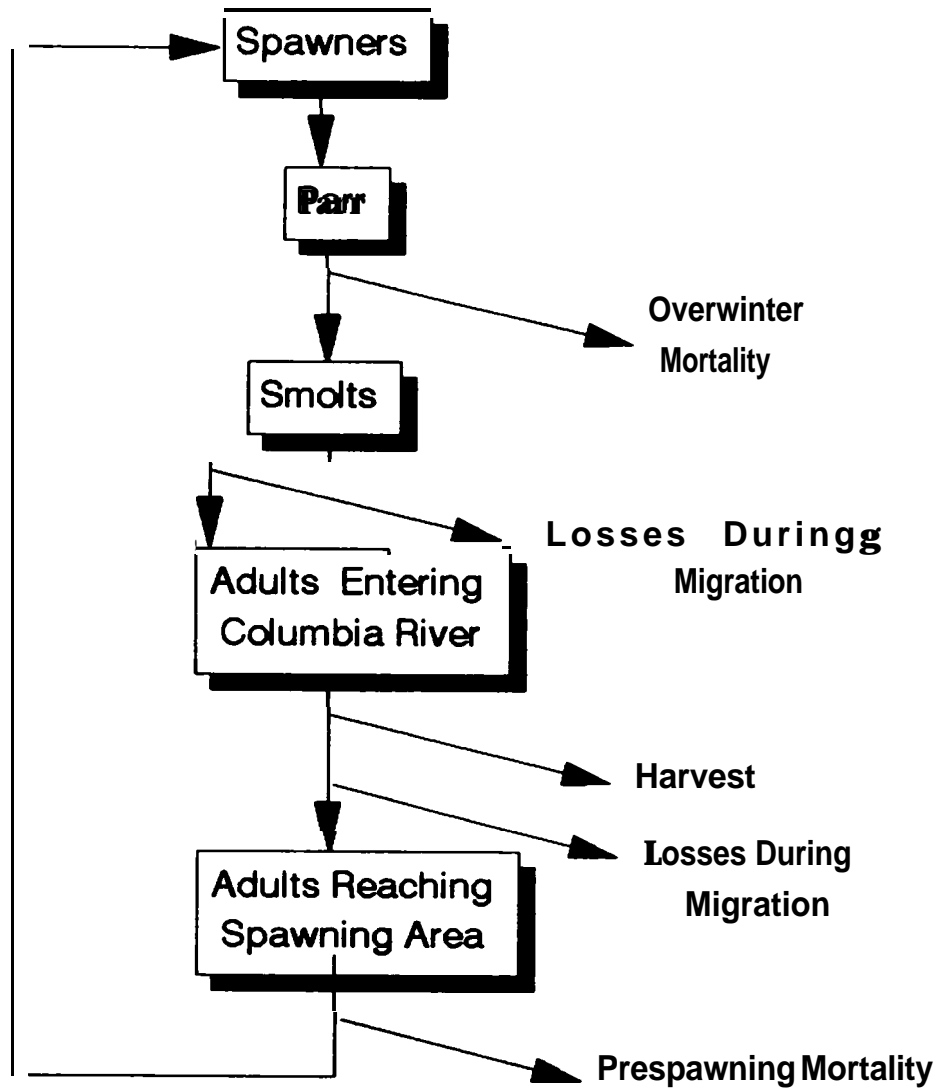 Spawners
Parr
Overwinter
Mortality
Smolts
Losses Duringg
Migration
Adults Entering
Columbia River
Harvest
Losses During
Migration
Adults Reaching
Spawning Area
Prespawning Mortality